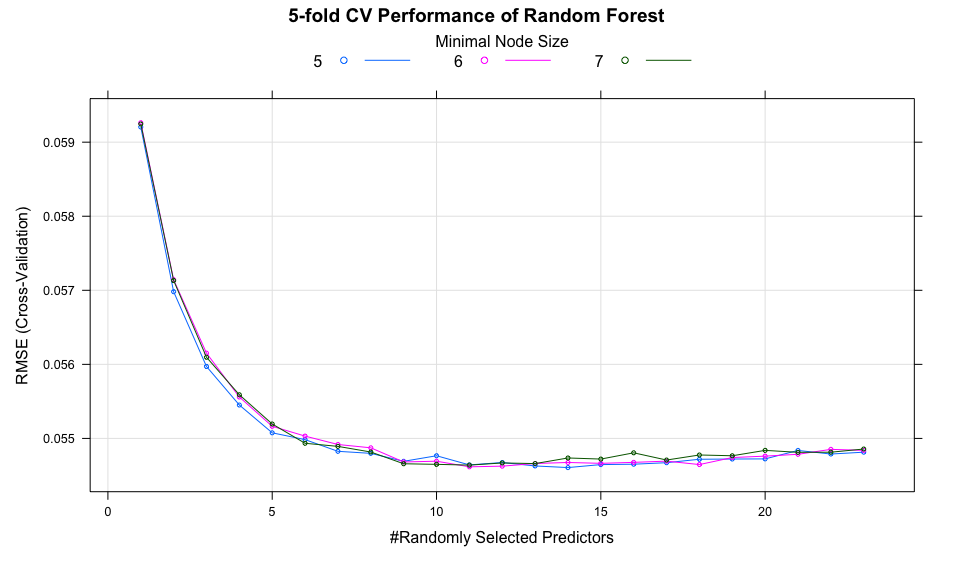 5-fold CV Performance of Random Forest
Minimal Node Size
5 6 7
0.059
0.058
0.057
0.056
0.055
RMSE (Cross-Validation)
0 5 10 15 20
#Randomly Selected Predictors